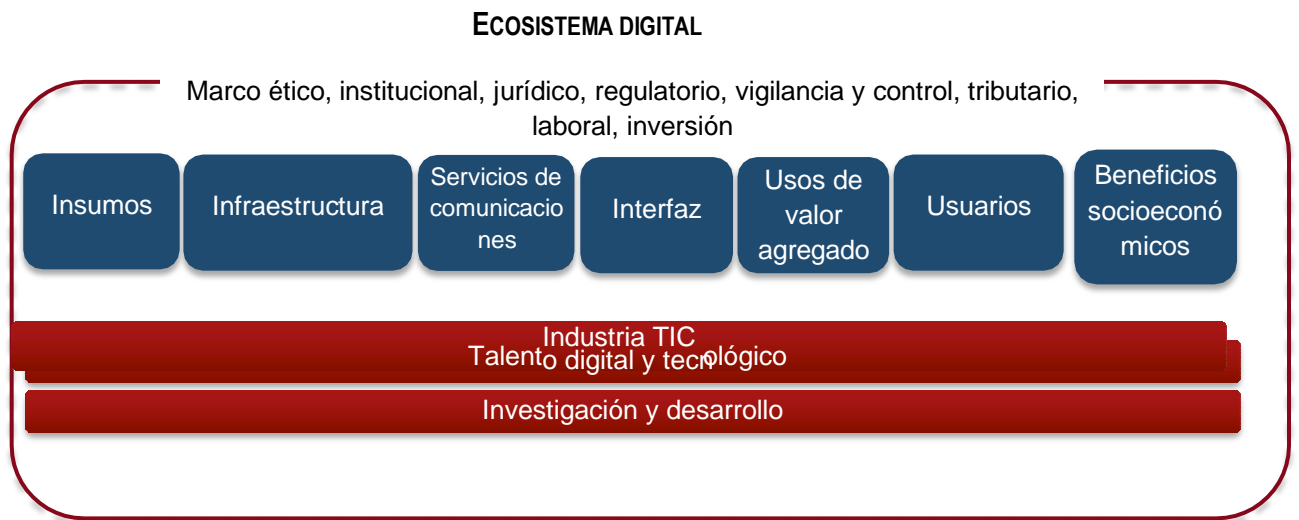 ECOSISTEMA DIGITAL
Marco ético, institucional, jurídico, regulatorio, vigilancia y control, tributario,
laboral, inversión
Insumos
Infraestructura
Servicios de
comunicacio
nes
Interfaz
Usos de
valor
agregado
Usuarios
Beneficios
socioeconó
micos
Industria TIC
Talento digital y tecnológico
Investigación y desarrollo